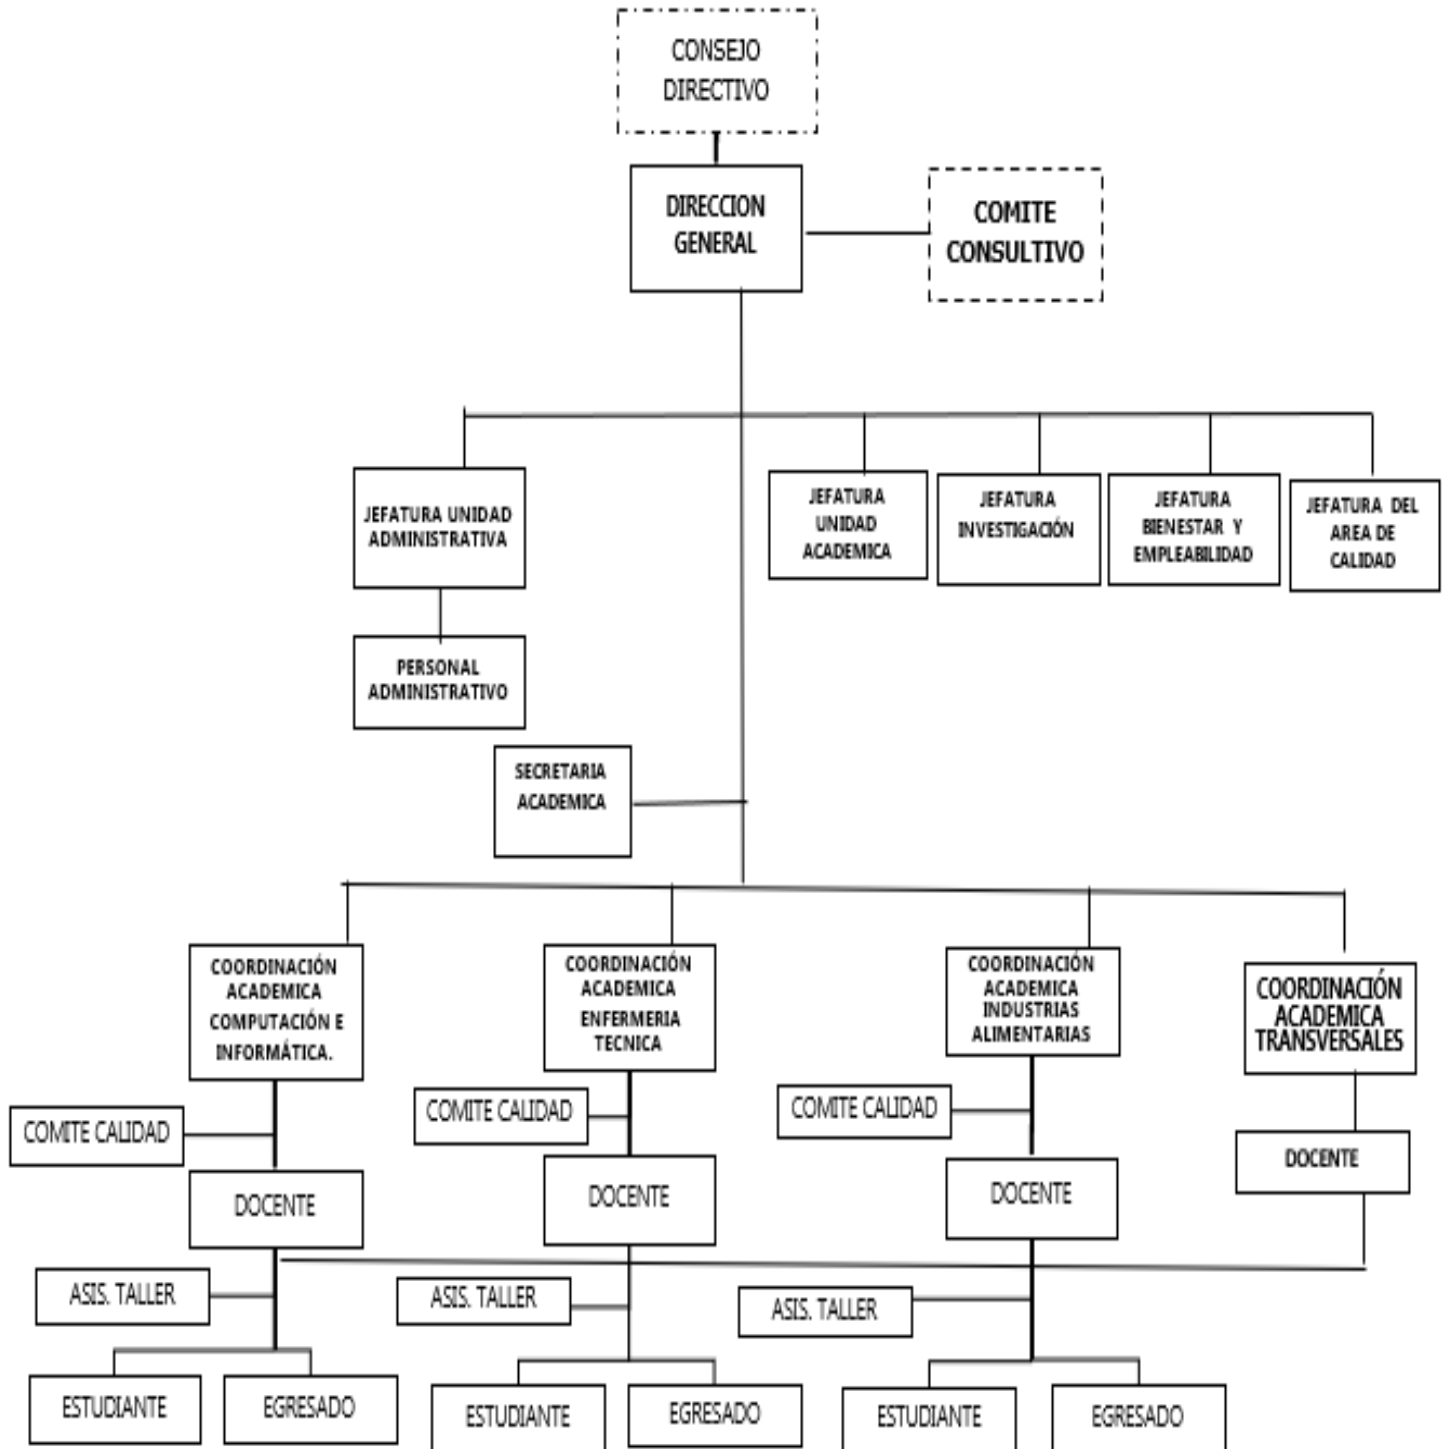 CONSEJO
DIRECTIVO
DIRECCION
GENERAL
COMITE
CONSULTIVO
JEFATURA UNIDAD
ADMINISTRATIVA
JEFATURA
UNIDAD
ACADEMICA
JEFATURA
INVESTIGACIÓN
JEFATURA
BIENESTAR Y
EMPLEABILIDAD
JEFATURA DEL
AREA DE
CALIDAD
PERSONAL
ADMINISTRATIVO
SECRETARIA
ACADEMICA
COORDINACIÓN
ACADEMICA
COMPUTACIÓN E
INFORMÁTICA.
COORDINACIÓN
ACADEMICA
ENFERMERIA
TECNICA
COORDINACIÓN
ACADEMICA
INDUSTRIAS
ALIMENTARIAS
COORDINACIÓN
ACADEMICA
TRANSVERSALES
COMITE CALIDAD
COMITE CALIDAD
COMITE CALIDAD
DOCENTE
DOCENTE
DOCENTE
DOCENTE
ASIS. TALLER
ASIS. TALLER
ASIS. TALLER
ESTUDIANTE
EGRESADO
ESTUDIANTE
EGRESADO
ESTUDIANTE
EGRESADO